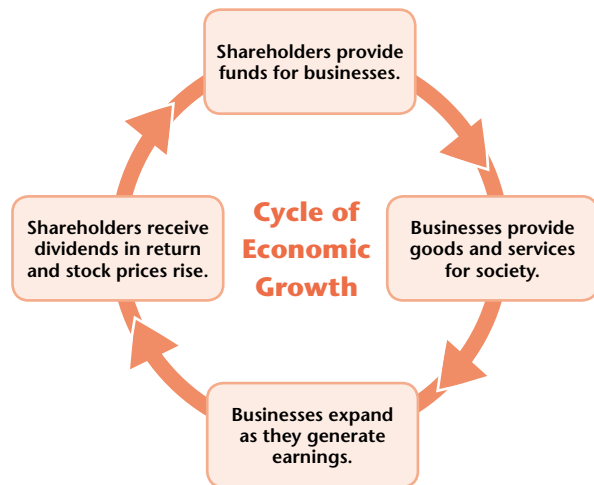 Shareholders provide
funds for businesses.
Cycle of
Economic
Growth
Businesses provide
goods and services
for society.
Businesses expand
as they generate
earnings.
Shareholders receive
dividends in return
and stock prices rise.